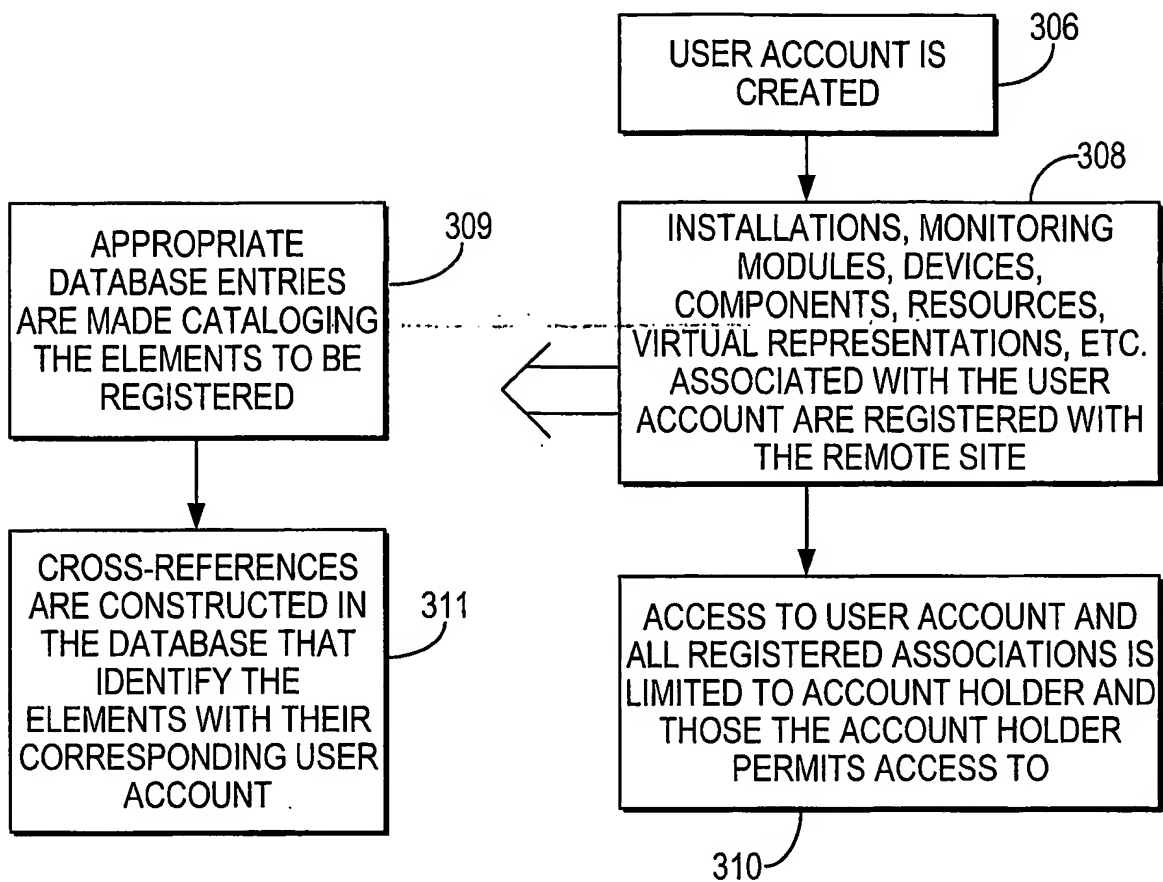 306
USER ACCOUNT IS
CREATED
308
INSTALLATIONS, MONITORING
MODULES, DEVICES,
COMPONENTS, RESOURCES,
VIRTUAL REPRESENTATIONS, ETC.
ASSOCIATED WITH THE USER
ACCOUNT ARE REGISTERED WITH
THE REMOTE SITE
309
APPROPRIATE
DATABASE ENTRIES
ARE MADE CATALOGING
THE ELEMENTS TO BE
REGISTERED
311
CROSS-REFERENCES
ARE CONSTRUCTED IN
THE DATABASE THAT
IDENTIFY THE
ELEMENTS WITH THEIR
CORRESPONDING USER
ACCOUNT
ACCESS TO USER ACCOUNT AND
ALL REGISTERED ASSOCIATIONS IS
LIMITED TO ACCOUNT HOLDER AND
THOSE THE ACCOUNT HOLDER
PERMITS ACCESS TO
310